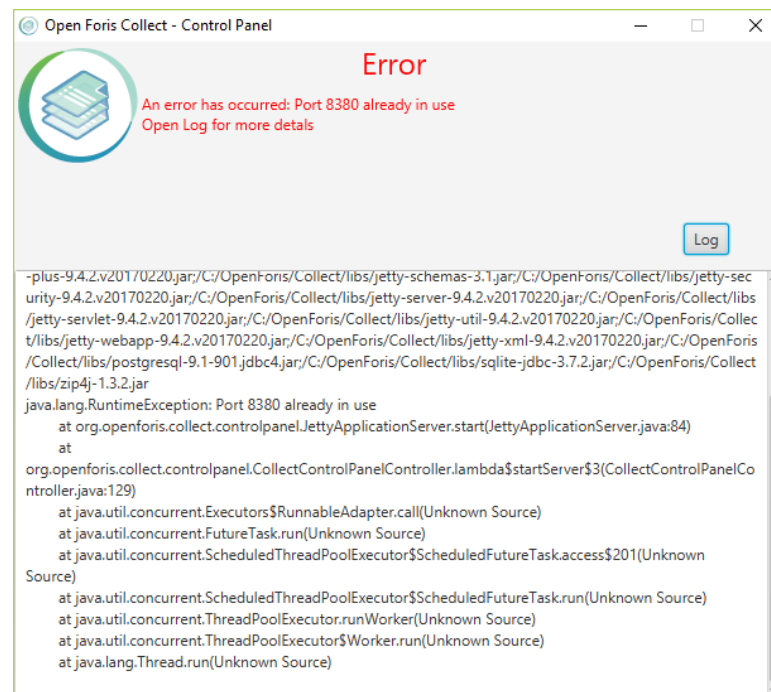 Open Foris Collect - Control Panel
Error
An error has occurred: Port 8380 already in use
Open Log for more detals
Log
-plus-9.4.2.v20170220.jar;/C:/OpenForis/Collect/libs/jetty-schemas-3.1.jar;/C:/OpenForis/Collect/libs/jetty-sec
urity-9.4.2.v20170220.jar;/C:/OpenForis/Collect/libs/jetty-server-9.4.2.v20170220.jar;/C:/OpenForis/Collect/libs
/jetty-servlet-9.4.2.v20170220.jar;/C:/OpenForis/Collect/libs/jetty-util-9.4.2.v20170220.jar;/C:/OpenForis/Collec
t/libs/jetty-webapp-9.4.2.v20170220.jar;/C:/OpenForis/Collect/libs/jetty-xml-9.4.2.v20170220.jar;/C:/OpenForis
/Collect/libs/postgresql-9.1-901.jdbc4.jar;/C:/OpenForis/Collect/libs/sqlite-jdbc-3.7.2.jar;/C:/OpenForis/Collect
/libs/zip4j-1.3.2.jar
java.lang.RuntimeException: Port 8380 already in use
at org.openforis.collect.controlpanel.JettyApplicationServer.start(JettyApplicationServer.java:84)
at
org.openforis.collect.controlpanel.CollectControlPanelController.lambda$startServer$3(CollectControlPanelCo
ntroller.java:129)
at java.util.concurrent.Executors$RunnableAdapter.call(Unknown Source)
at java.util.concurrent.FutureTask.run(Unknown Source)
at java.util.concurrent.ScheduledThreadPoolExecutor$ScheduledFutureTask.access$201(Unknown
Source)
at java.util.concurrent.ScheduledThreadPoolExecutor$ScheduledFutureTask.run(Unknown Source)
at java.util.concurrent.ThreadPoolExecutor.runWorker(Unknown Source)
at java.util.concurrent.ThreadPoolExecutor$Worker.run(Unknown Source)
at java.lang.Thread.run(Unknown Source)